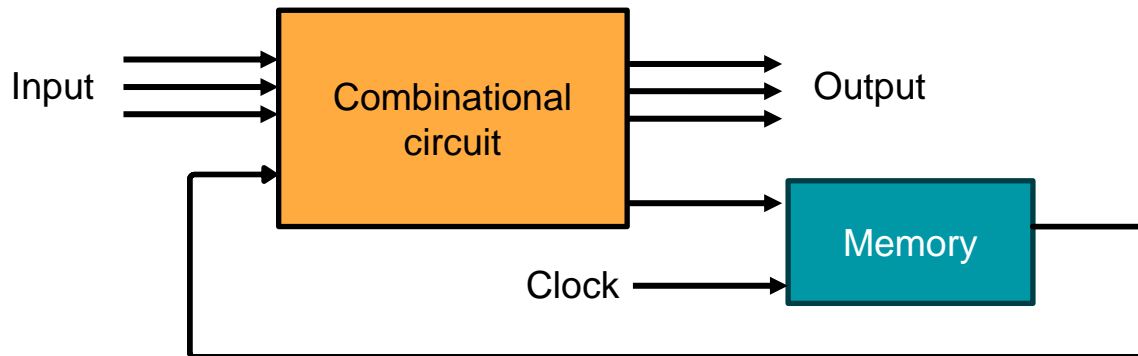 Input
Combinational
circuit
Output
Memory
Clock